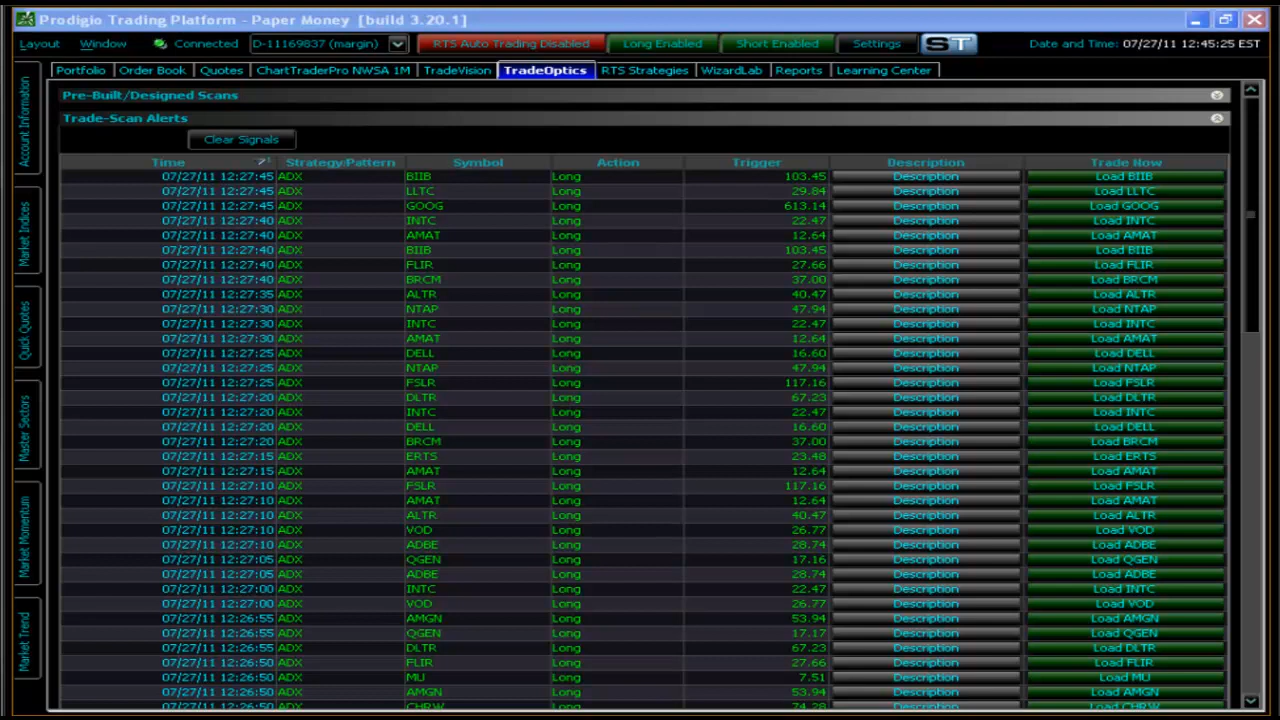 Prodigio Trading Platform - Paper Money [build 3.20.1]
Layout Window Connected D-11169837 (margin) RTS Auto Trading Disabled Long Enabled Short Enabled Settings ST Date and Time: 07/27/11 12:45:25 EST
Portfolio Order Book Quotes ChartTraderPro NWSA 1M TradeVision TradeOptics RTS Strategies WizardLab Reports Learning Center
Account Information
Market Indices
Quick Quotes
Master Sectors
Market Momentum
Market Trend
Pre-Built/Designed Scans
Trade-Scan Alerts
Clear Signals
Time Strategy/Pattern Symbol Action Trigger Description Trade Now
07/27/11 12:27:45 ADX BIIB Long 103.45 Description Load BIIB
07/27/11 12:27:45 ADX LLTC Long 29.84 Description Load LLTC
07/27/11 12:27:45 ADX GOOG Long 613.14 Description Load GOOG
07/27/11 12:27:40 ADX INTC Long 22.47 Description Load INTC
07/27/11 12:27:40 ADX AMAT Long 12.64 Description Load AMAT
07/27/11 12:27:40 ADX BIIB Long 103.45 Description Load BIIB
07/27/11 12:27:40 ADX FLIR Long 27.66 Description Load FLIR
07/27/11 12:27:40 ADX BRCM Long 37.00 Description Load BRCM
07/27/11 12:27:35 ADX ALTR Long 40.47 Description Load ALTR
07/27/11 12:27:30 ADX NTAP Long 47.94 Description Load NTAP
07/27/11 12:27:30 ADX INTC Long 22.47 Description Load INTC
07/27/11 12:27:30 ADX AMAT Long 12.64 Description Load AMAT
07/27/11 12:27:25 ADX DELL Long 16.60 Description Load DELL
07/27/11 12:27:25 ADX NTAP Long 47.94 Description Load NTAP
07/27/11 12:27:25 ADX FSLR Long 117.16 Description Load FSLR
07/27/11 12:27:20 ADX DLTR Long 67.23 Description Load DLTR
07/27/11 12:27:20 ADX INTC Long 22.47 Description Load INTC
07/27/11 12:27:20 ADX DELL Long 16.60 Description Load DELL
07/27/11 12:27:20 ADX BRCM Long 37.00 Description Load BRCM
07/27/11 12:27:15 ADX ERTS Long 23.48 Description Load ERTS
07/27/11 12:27:15 ADX AMAT Long 12.64 Description Load AMAT
07/27/11 12:27:10 ADX FSLR Long 117.16 Description Load FSLR
07/27/11 12:27:10 ADX AMAT Long 12.64 Description Load AMAT
07/27/11 12:27:10 ADX ALTR Long 40.47 Description Load ALTR
07/27/11 12:27:10 ADX VOD Long 26.77 Description Load VOD
07/27/11 12:27:10 ADX ADBE Long 28.74 Description Load ADBE
07/27/11 12:27:05 ADX QGEN Long 17.16 Description Load QGEN
07/27/11 12:27:05 ADX ADBE Long 28.74 Description Load ADBE
07/27/11 12:27:00 ADX INTC Long 22.47 Description Load INTC
07/27/11 12:27:00 ADX VOD Long 26.77 Description Load VOD
07/27/11 12:26:55 ADX AMGN Long 53.94 Description Load AMGN
07/27/11 12:26:55 ADX QGEN Long 17.17 Description Load QGEN
07/27/11 12:26:55 ADX DLTR Long 67.23 Description Load DLTR
07/27/11 12:26:50 ADX FLIR Long 27.66 Description Load FLIR
07/27/11 12:26:50 ADX MU Long 7.51 Description Load MU
07/27/11 12:26:50 ADX AMGN Long 53.94 Description Load AMGN
07/27/11 12:26:50 ADX CHRW Long 74.28 Description Load CHRW